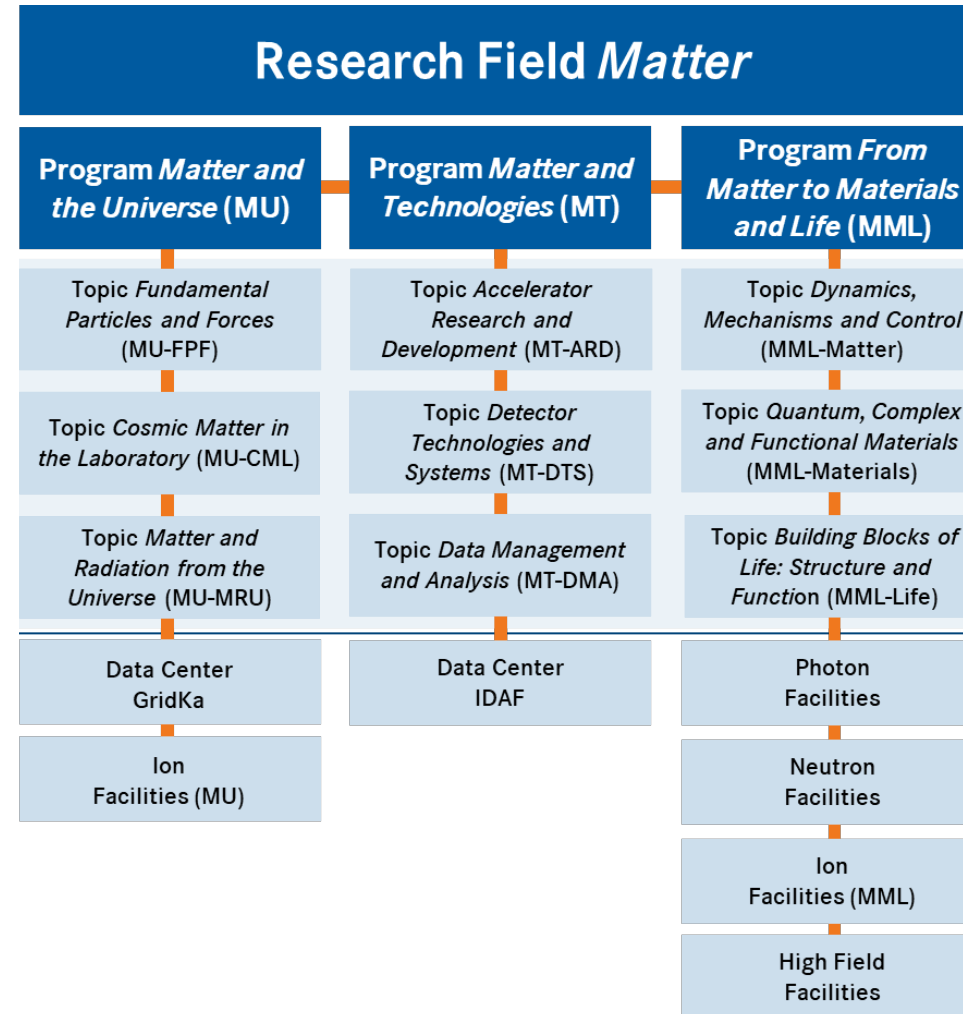 Research Field Matter
Program Matter and
the Universe (MU)
Program Matter and
Technologies (MT)
Program From
Matter to Materials
and Life (MML)
Topic Fundamental
Particles and Forces
(MU-FPF)
Topic Cosmic Matter in
the Laboratory (MU-CML)
Topic Matter and
Radiation from the
Universe (MU-MRU)
Data Center
GridKa
Ion
Facilities (MU)
Topic Accelerator
Research and
Development (MT-ARD)
Topic Detector
Technologies and
Systems (MT-DTS)
Topic Data Management
and Analysis (MT-DMA)
Data Center
IDAF
Topic Dynamics,
Mechanisms and Control
(MML-Matter)
Topic Quantum, Complex
and Functional Materials
(MML-Materials)
Topic Building Blocks of
Life: Structure and
Function (MML-Life)
Photon
Facilities
Neutron
Facilities
Ion
Facilities (MML)
High Field
Facilities